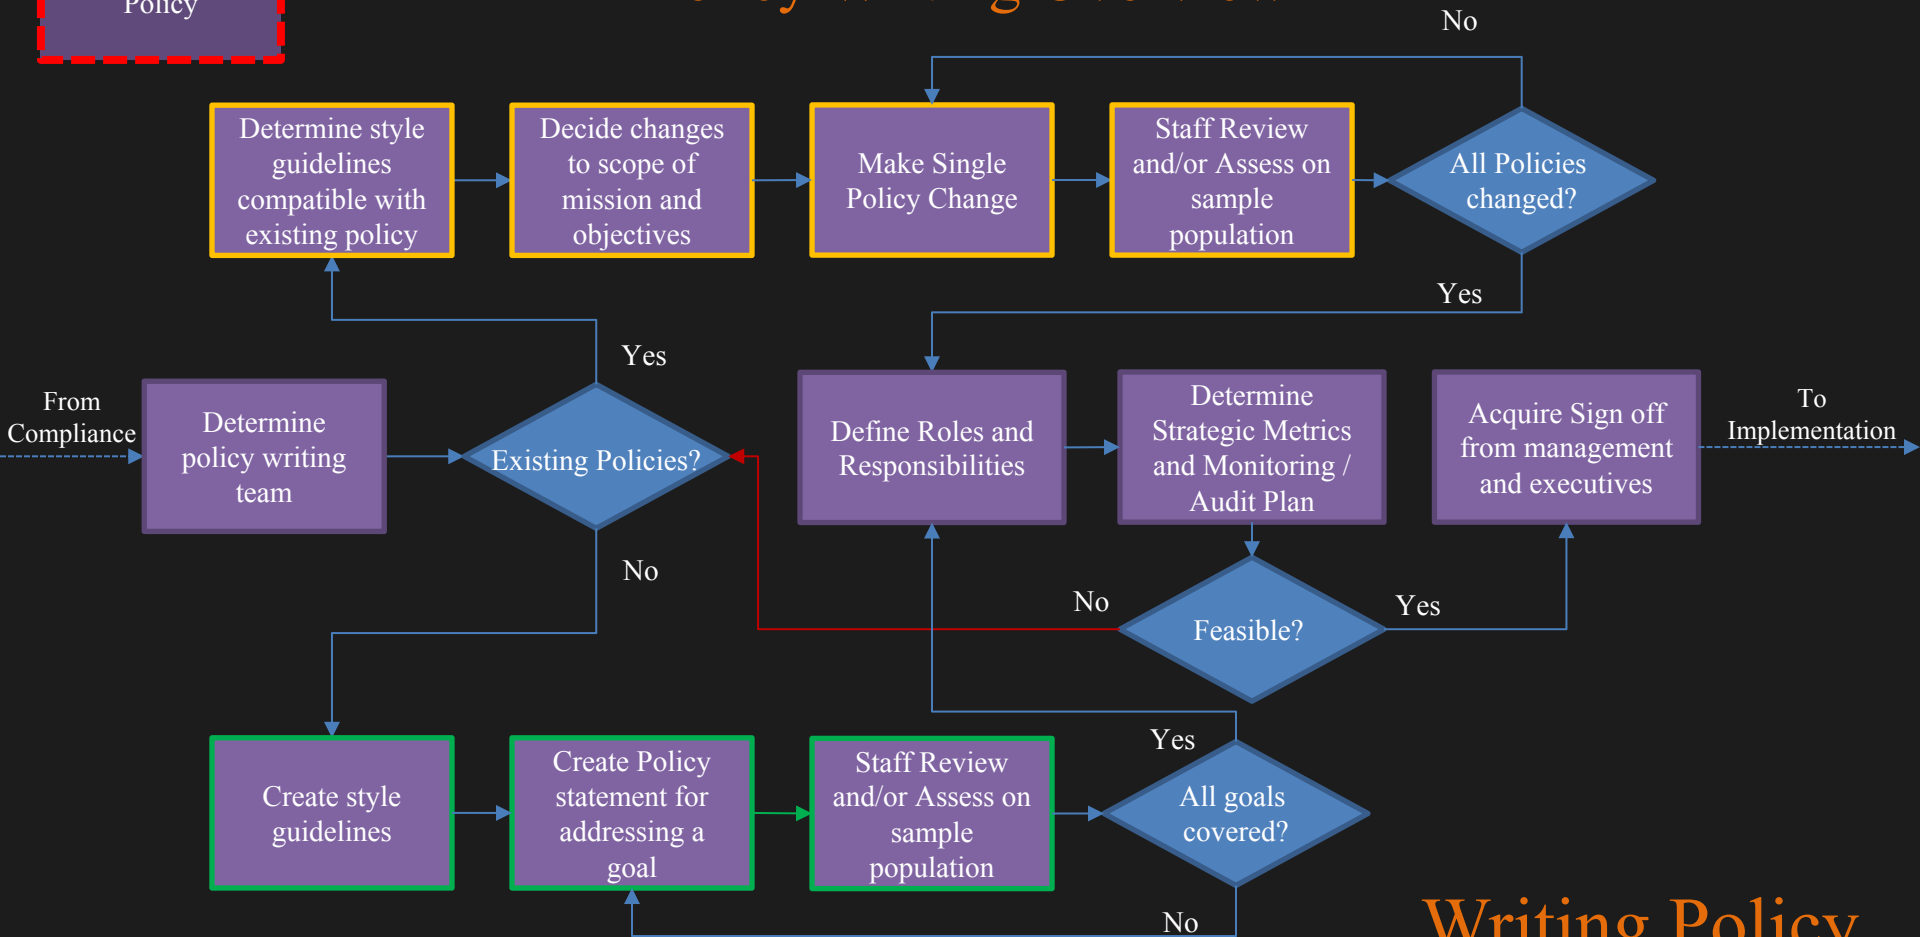 Policy
No
Determine style
guidelines
compatible with
existing policy
Decide changes
to scope of
mission and
objectives
Make Single
Policy Change
Staff Review
and/or Assess on
sample
population
All Policies
changed?
Yes
Yes
From
Compliance
Determine
policy writing
team
Existing Policies?
Define Roles and
Responsibilities
Determine
Strategic Metrics
and Monitoring /
Audit Plan
Acquire Sign off
from management
and executives
To
Implementation
No
No
Feasible?
Yes
Yes
Create style
guidelines
Create Policy
statement for
addressing a
goal
Staff Review
and/or Assess on
sample
population
All goals
covered?
No
Writing Policy